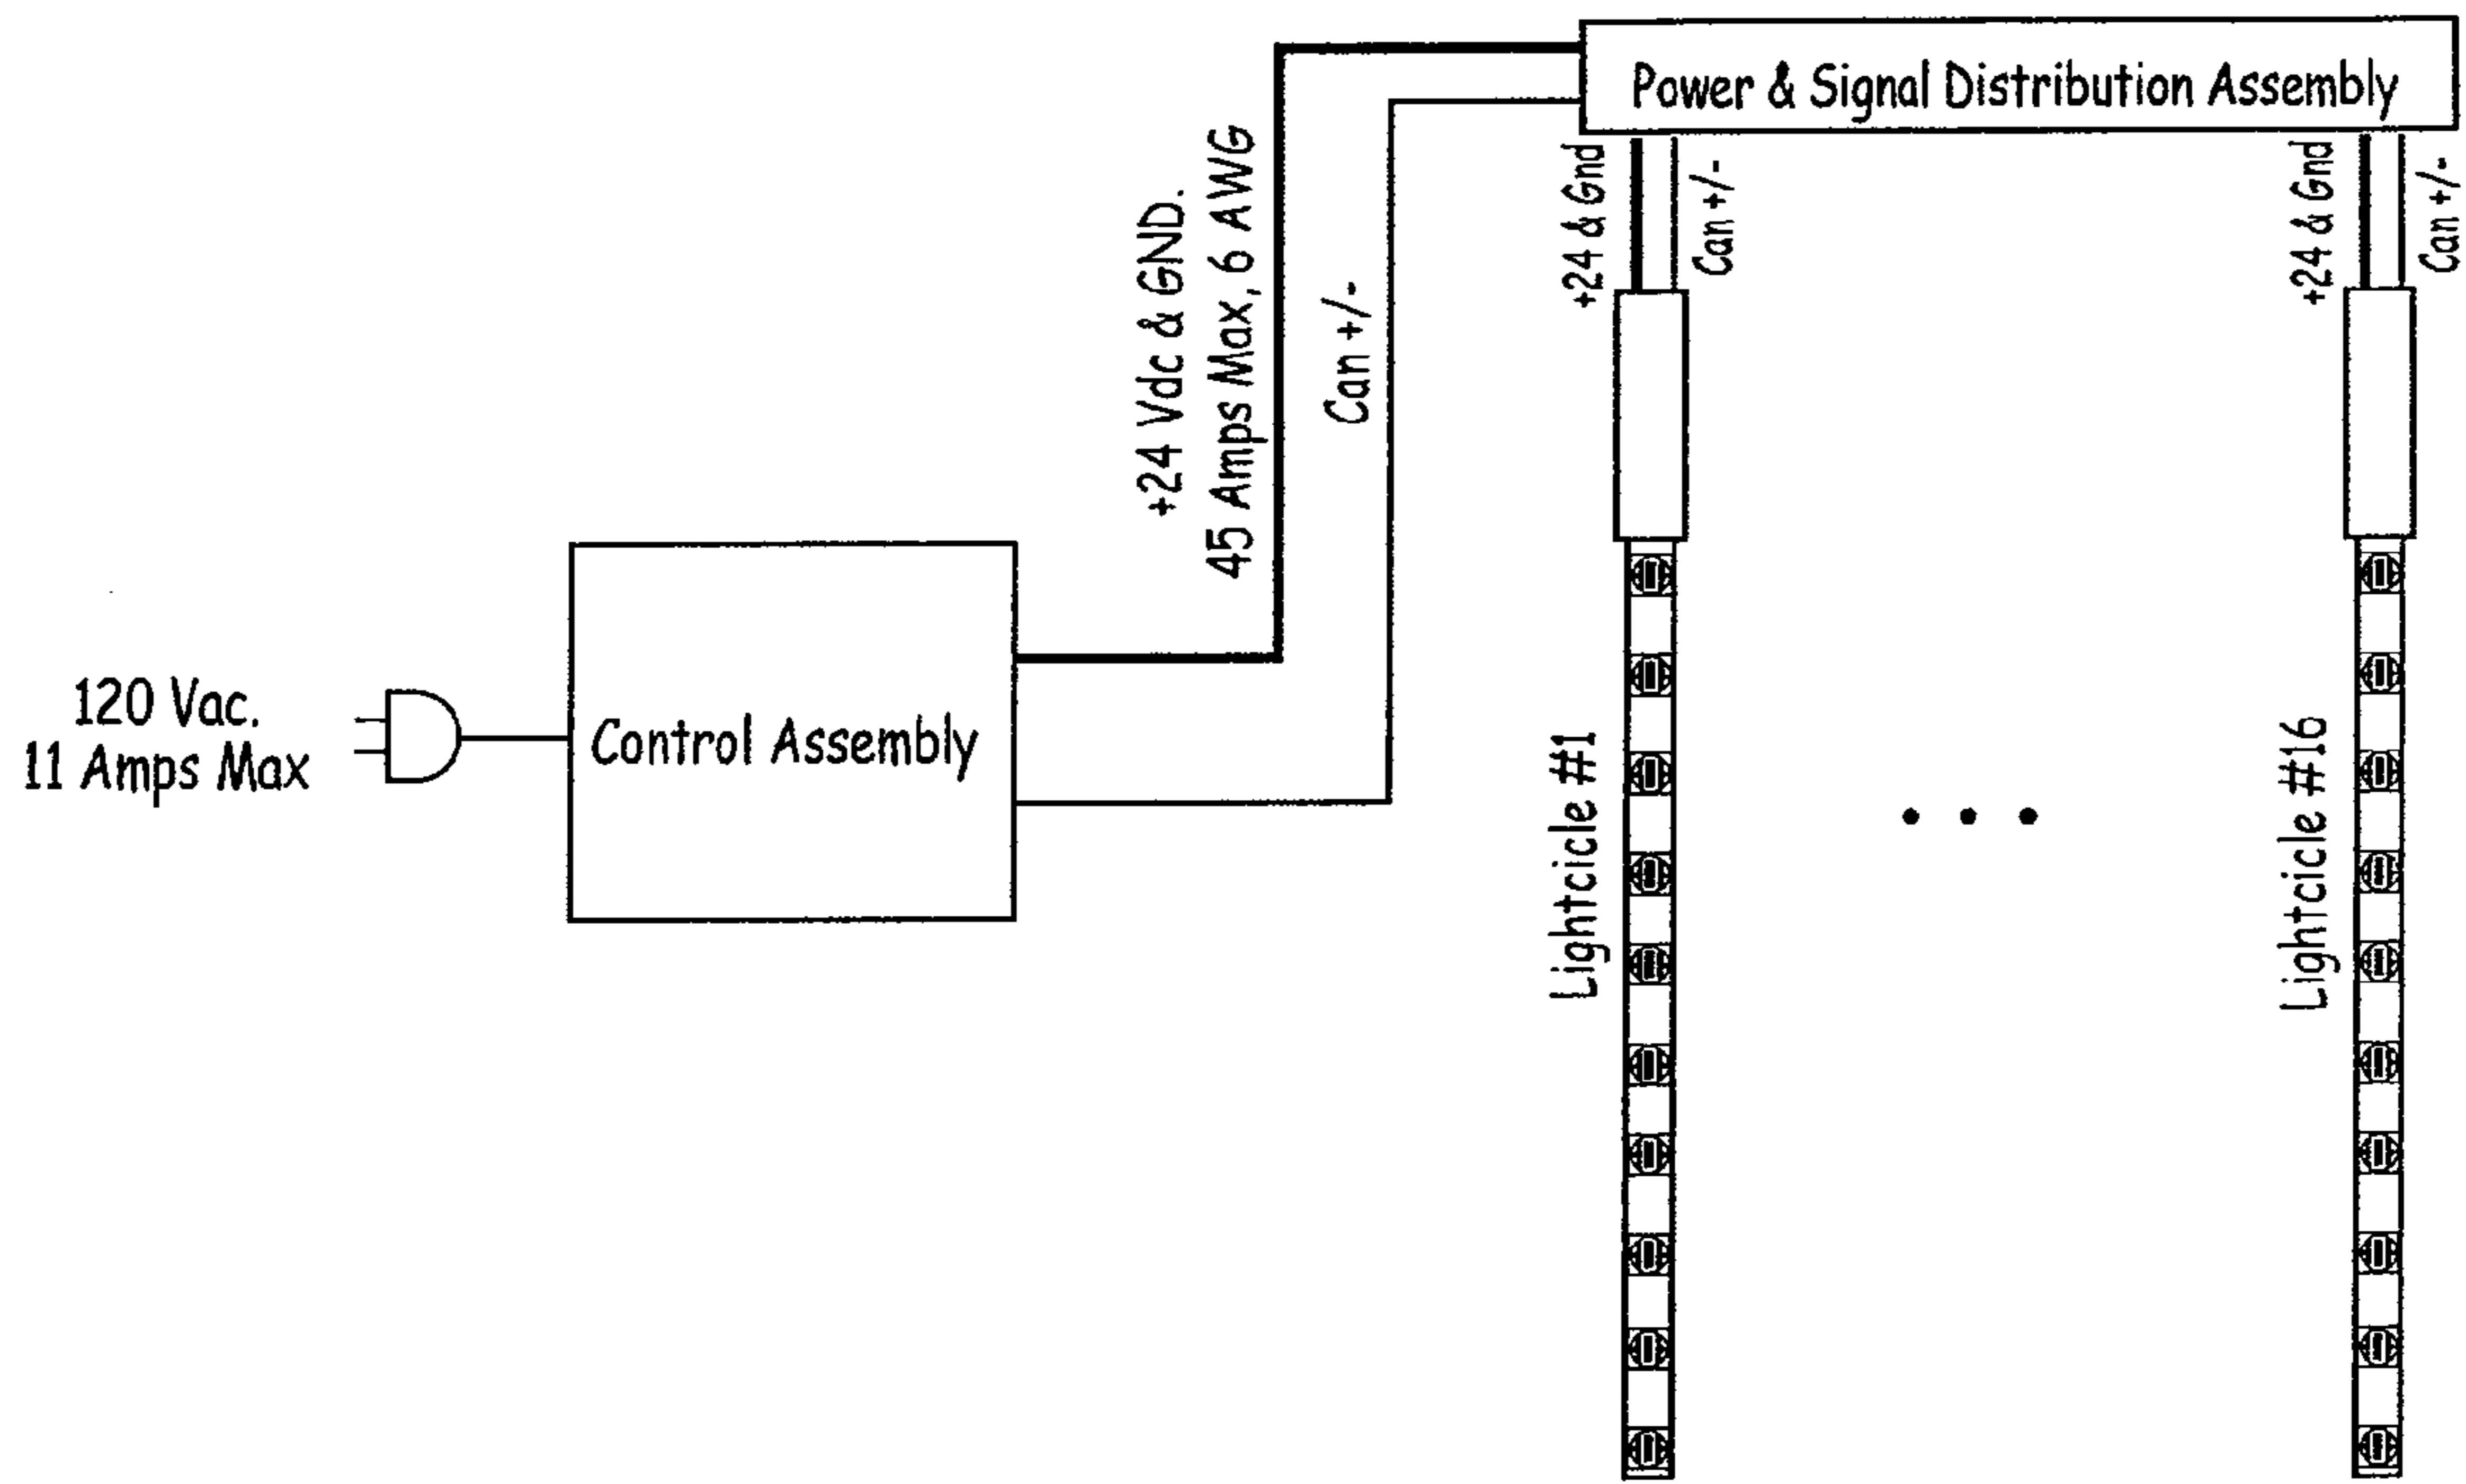 Power & Signal Distribution Assembly
+24 Vdc & GND.
45 Amps Max, 6 AWG
Can +/-
+24 & Gnd
Can +/-
+24 & Gnd
Can +/-
120 Vac.
11 Amps Max
Control Assembly
Lightcicle #1
Lightcicle #16